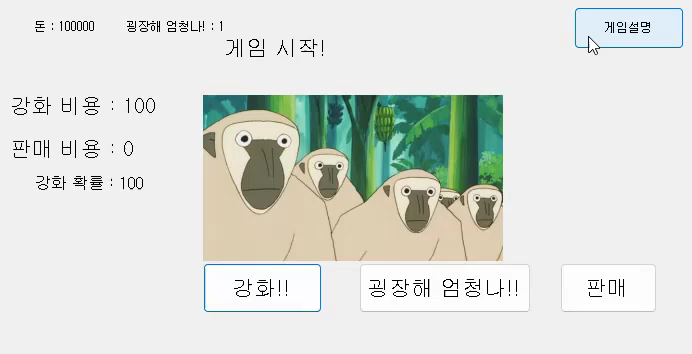 돈 : 100000 굉장해 엄청나! : 1
게임설명
게임 시작!
강화 비용 : 100
판매 비용 : 0
강화 확률 : 100
강화!!
굉장해 엄청나!!
판매